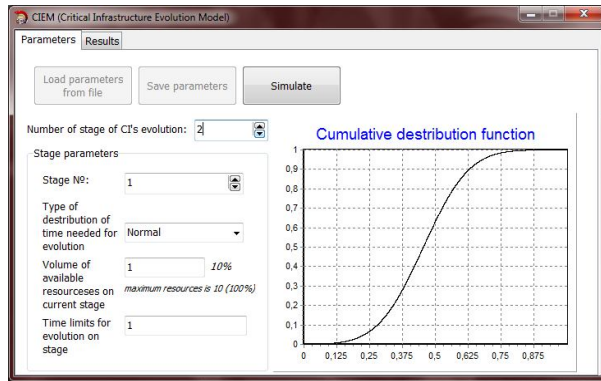 CIEM (Critical Infrastructure Evolution Model)
Parameters
Results
Load parameters
from file
Save parameters
Simulate
Number of stage of CI's evolution:
2
Stage parameters
Stage Nº:
1
Type of
destribution of
time needed for
evolution
Normal
Volume of
available
resourceses on
current stage
1
10%
maximum resources is 10 (100%)
Time limits for
evolution on
stage
1
Cumulative destribution function
1
0,9
0,8
0,7
0,6
0,5
0,4
0,3
0,2
0,1
0
0 0,125 0,25 0,375 0,5 0,625 0,75 0,875